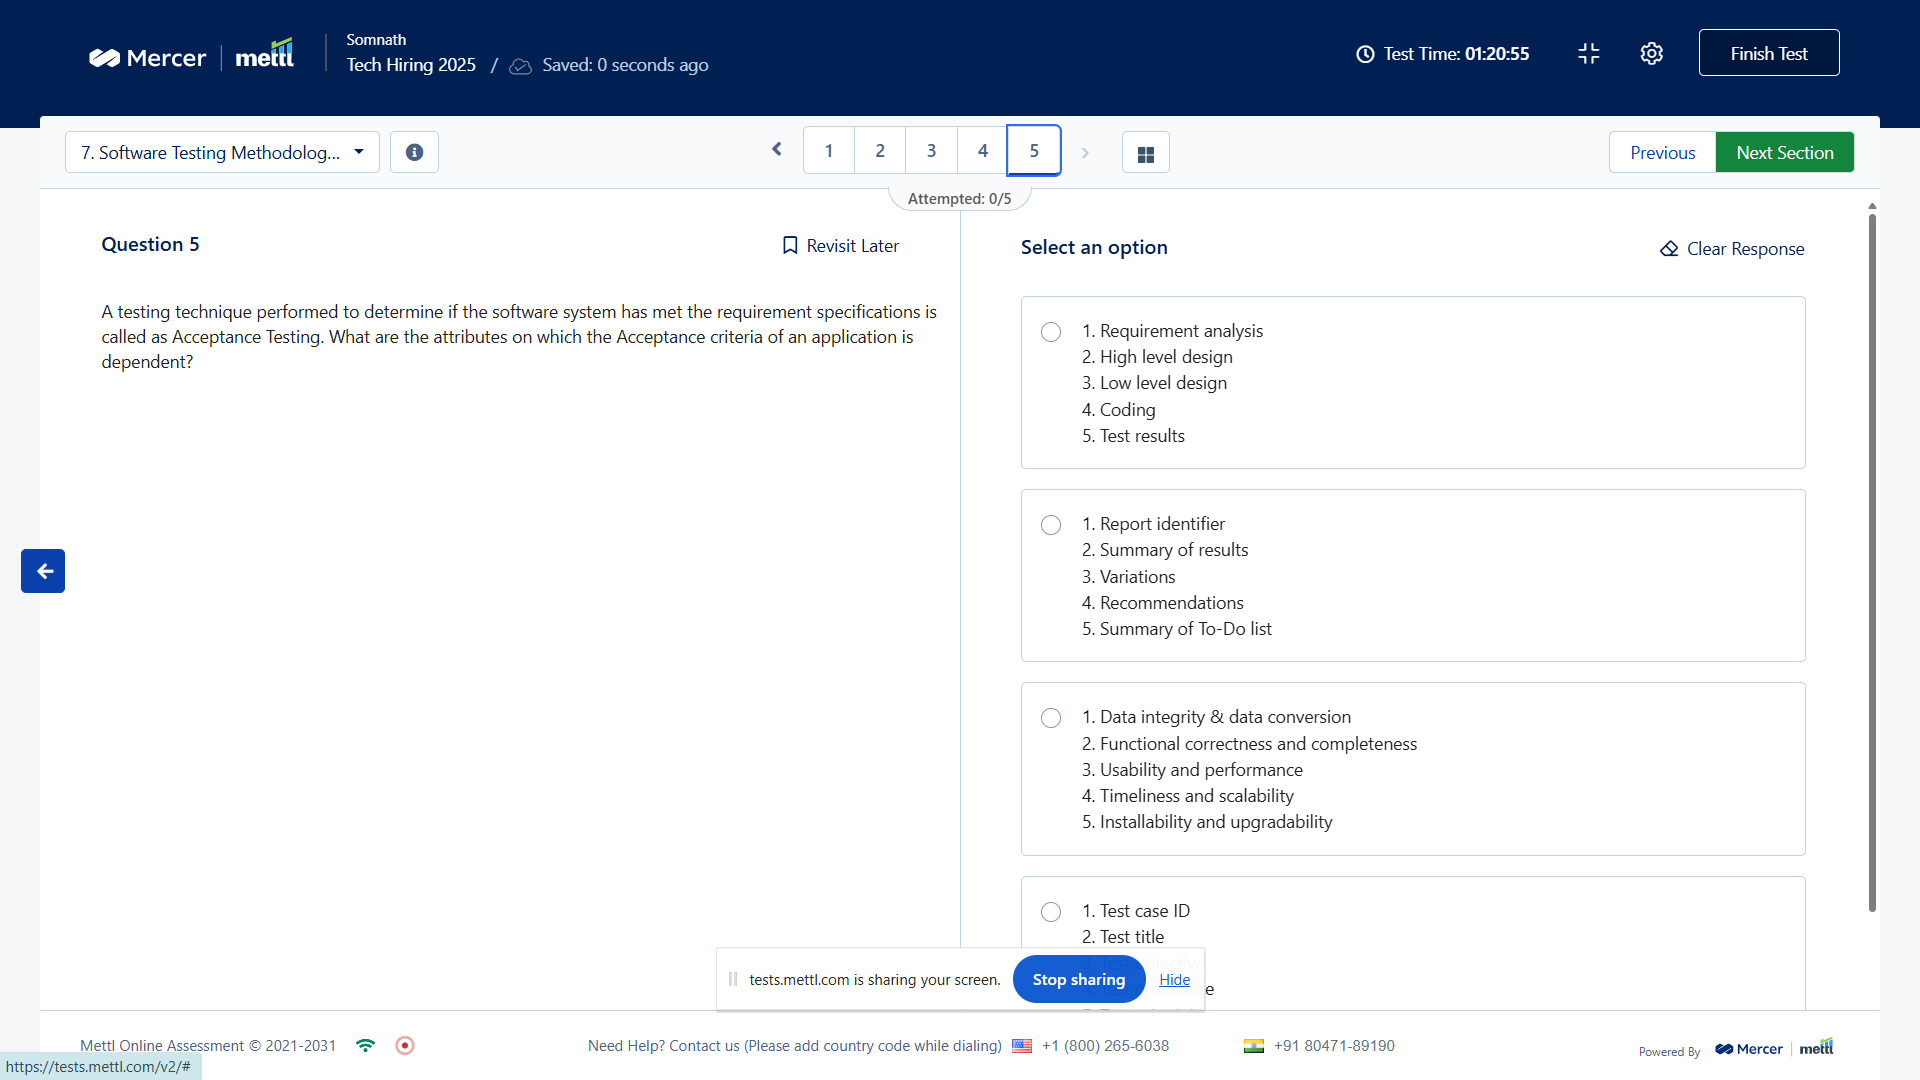 Mercer
mettl
Somnath
Tech Hiring 2025 / Saved: 0 seconds ago
Test Time: 01:20:55
Finish Test
7. Software Testing Methodolog...
1 2 3 4 5
Previous
Next Section
Attempted: 0/5
Question 5
Revisit Later
A testing technique performed to determine if the software system has met the requirement specifications is
called as Acceptance Testing. What are the attributes on which the Acceptance criteria of an application is
dependent?
Select an option
Clear Response
1. Requirement analysis
2. High level design
3. Low level design
4. Coding
5. Test results
1. Report identifier
2. Summary of results
3. Variations
4. Recommendations
5. Summary of To-Do list
1. Data integrity & data conversion
2. Functional correctness and completeness
3. Usability and performance
4. Timeliness and scalability
5. Installability and upgradability
1. Test case ID
2. Test title
tests.mettl.com is sharing your screen.
Stop sharing
Hide
Mettl Online Assessment © 2021-2031
Need Help? Contact us (Please add country code while dialing)
+1 (800) 265-6038
+91 80471-89190
Powered By
Mercer
mettl
https://tests.mettl.com/v2/#